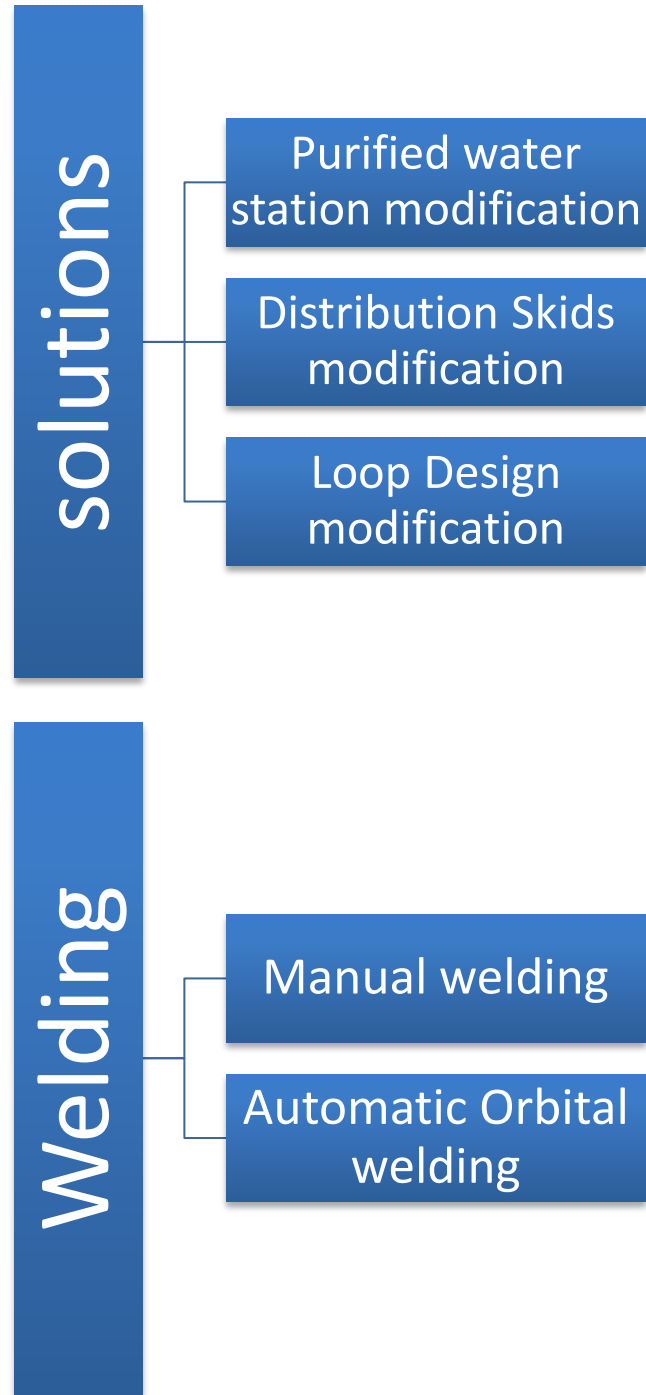 solutions
Purified water
station modification
Distribution Skids
modification
Loop Design
modification
Welding
Manual welding
Automatic Orbital
welding